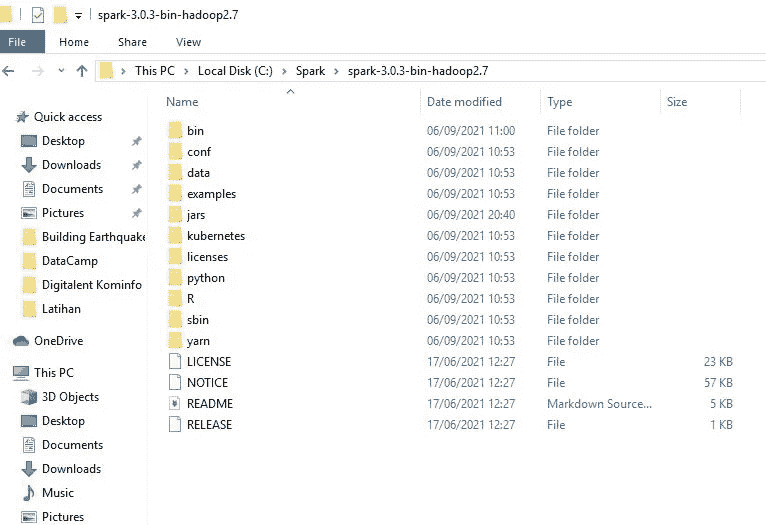 spark-3.0.3-bin-hadoop2.7
File Home Share View
This PC > Local Disk (C:) > Spark > spark-3.0.3-bin-hadoop2.7
Name Date modified Type Size
Quick access
Desktop
Downloads
Documents
Pictures
Building Earthquake
DataCamp
Digitalent Kominfo
Latihan
OneDrive
This PC
3D Objects
Desktop
Documents
Downloads
Music
Pictures
bin 06/09/2021 11:00 File folder
conf 06/09/2021 10:53 File folder
data 06/09/2021 10:53 File folder
examples 06/09/2021 10:53 File folder
jars 06/09/2021 20:40 File folder
kubernetes 06/09/2021 10:53 File folder
licenses 06/09/2021 10:53 File folder
python 06/09/2021 10:53 File folder
R 06/09/2021 10:53 File folder
sbin 06/09/2021 10:53 File folder
yarn 06/09/2021 10:53 File folder
LICENSE 17/06/2021 12:27 File 23 KB
NOTICE 17/06/2021 12:27 File 57 KB
README 17/06/2021 12:27 Markdown Source... 5 KB
RELEASE 17/06/2021 12:27 File 1 KB